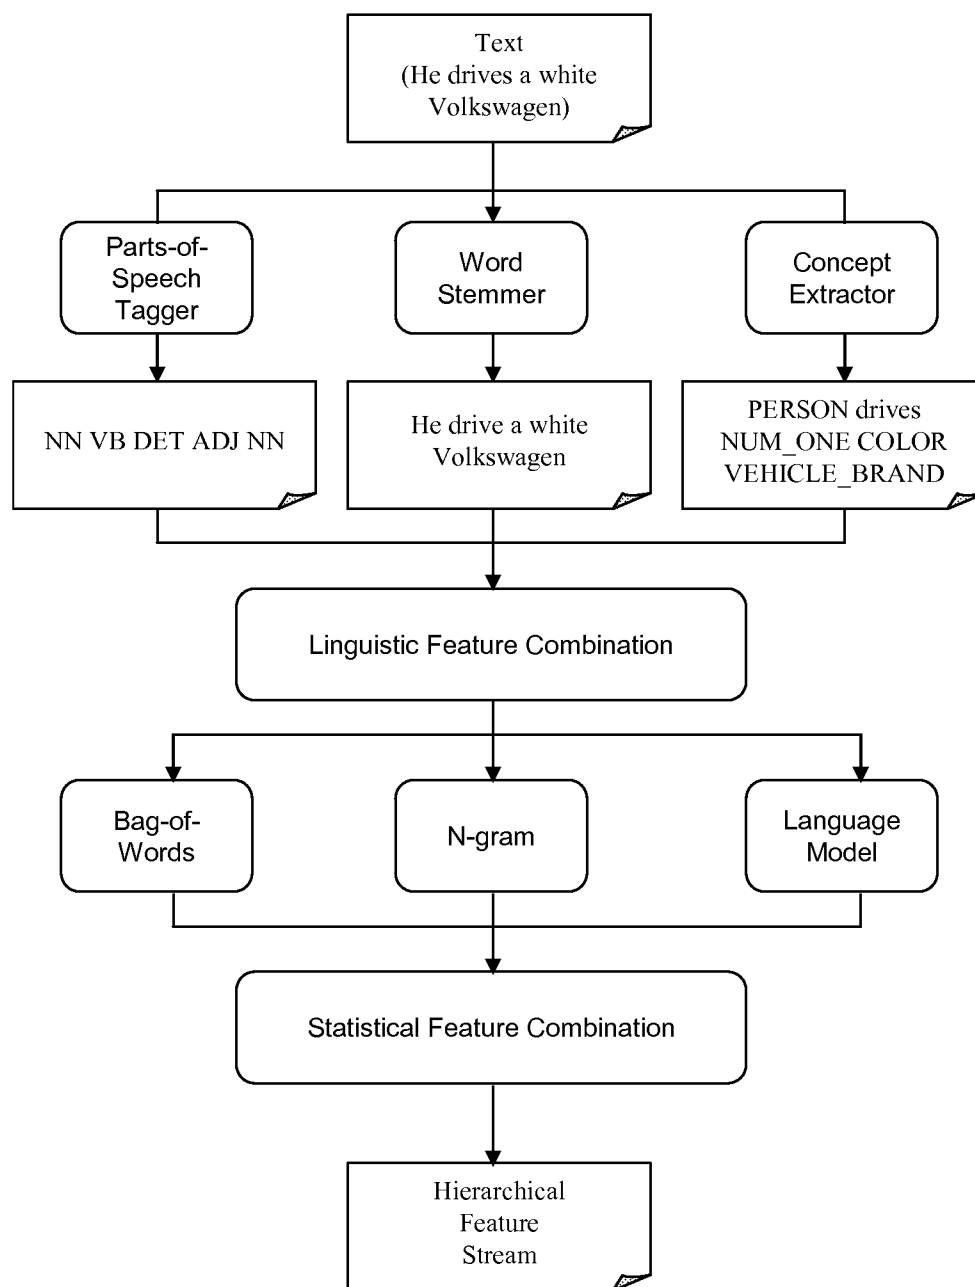 Text
(He drives a white
Volkswagen)
Parts-of-
Speech
Tagger
Word
Stemmer
Concept
Extractor
NN VB DET ADJ NN
He drive a white
Volkswagen
PERSON drives
NUM_ONE COLOR
VEHICLE_BRAND
Linguistic Feature Combination
Bag-of-
Words
N-gram
Language
Model
Statistical Feature Combination
Hierarchical
Feature
Stream